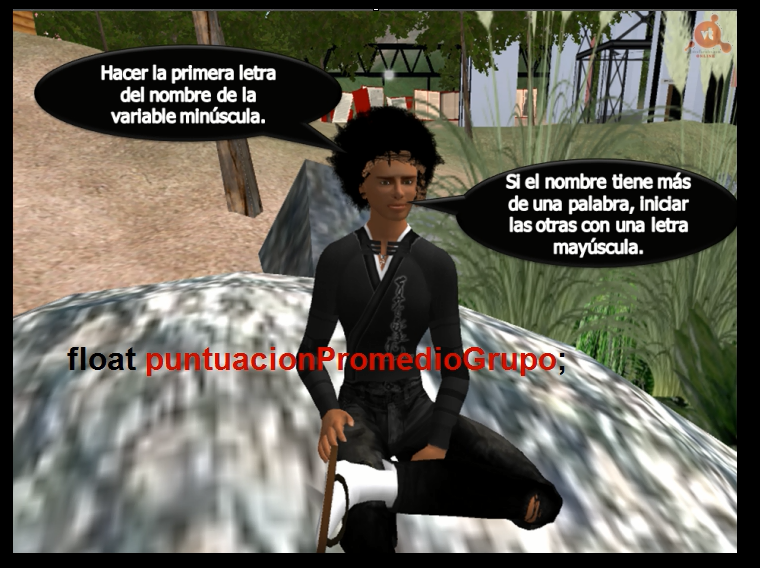 Hacer la primera letra
del nombre de la
variable minúscula.
Si el nombre tiene más
de una palabra, iniciar
las otras con una letra
mayúscula.
float puntuacionPromedioGrupo;
vt